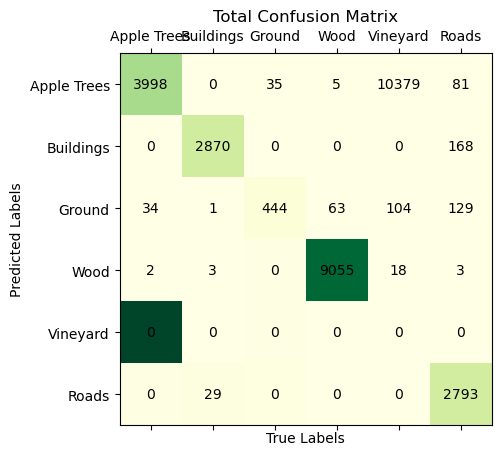 Total Confusion Matrix
Apple Trees Buildings Ground Wood Vineyard Roads
Apple Trees 3998 0 35 5 10379 81
Buildings 0 2870 0 0 0 168
Ground 34 1 444 63 104 129
Wood 2 3 0 9055 18 3
Vineyard 0 0 0 0 0 0
Roads 0 29 0 0 0 2793
True Labels
Predicted Labels